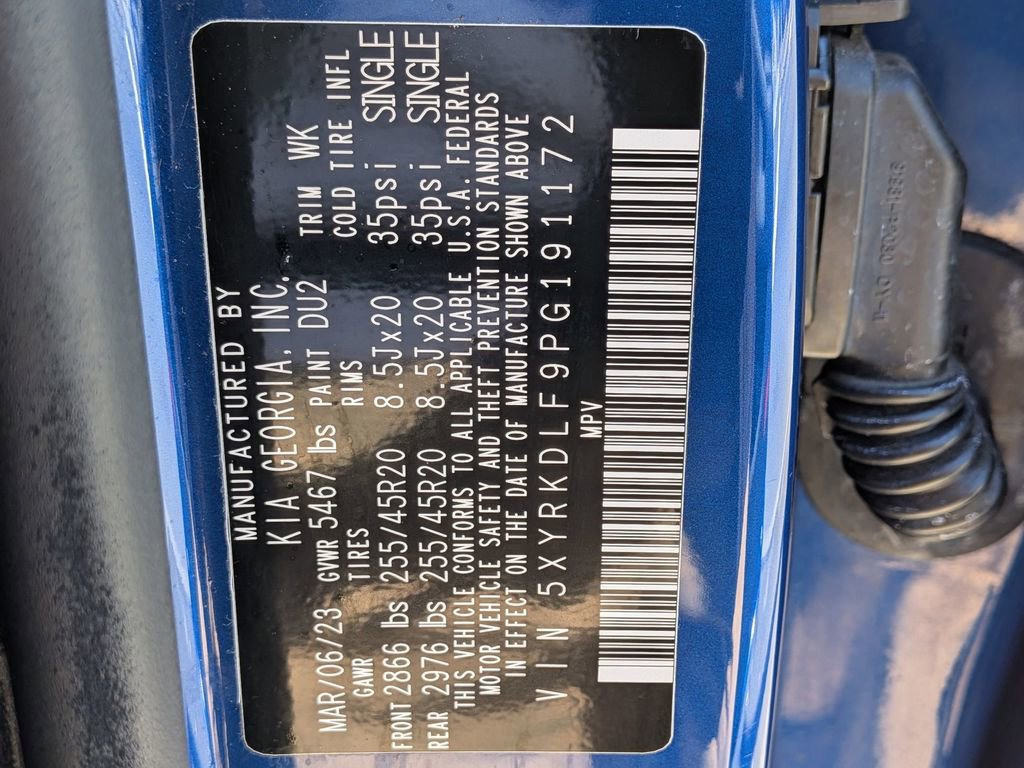 MANUFACTURED BY
KIA GEORGIA, INC.
MAR/06/23 GVWR 5467 lbs PAINT DU2 TRIM WK
GAWR TIRES RIMS COLD TIRE INFL
FRONT 2866 lbs 255/45R20 8.5Jx20 35psi SINGLE
REAR 2976 lbs 255/45R20 8.5Jx20 35psi SINGLE
THIS VEHICLE CONFORMS TO ALL APPLICABLE U.S.A. FEDERAL
MOTOR VEHICLE SAFETY AND THEFT PREVENTION STANDARDS
IN EFFECT ON THE DATE OF MANUFACTURE SHOWN ABOVE
VIN 5XYRKDLF9PG191172
MPV